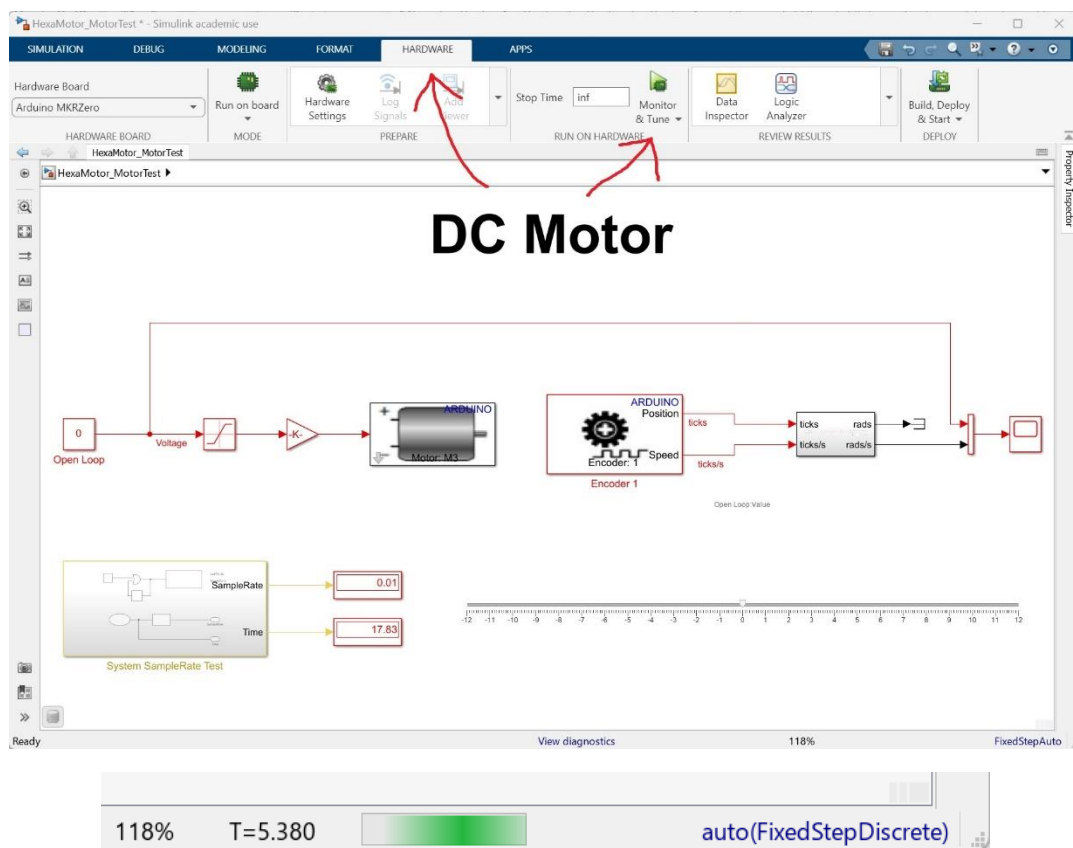 HexaMotor_MotorTest * - Simulink academic use
SIMULATION DEBUG MODELING FORMAT HARDWARE APPS
Hardware Board
Arduino MKRZero
Run on board
Hardware Settings
Log Signals
Add Viewer
Stop Time inf
Monitor & Tune
Data Inspector
Logic Analyzer
Build, Deploy & Start
HARDWARE BOARD MODE PREPARE RUN ON HARDWARE REVIEW RESULTS DEPLOY
HexaMotor_MotorTest
HexaMotor_MotorTest
Property Inspector
DC Motor
0
Open Loop
Voltage
-K-
ARDUINO
Motor: M3
ARDUINO
Position
Speed
Encoder: 1
Encoder 1
ticks
ticks/s
ticks rads
ticks/s rads/s
Open Loop:Value
SampleRate
Time
System SampleRate Test
0.01
17.83
-12 -11 -10 -9 -8 -7 -6 -5 -4 -3 -2 -1 0 1 2 3 4 5 6 7 8 9 10 11 12
Ready View diagnostics 118% FixedStepAuto
118% T=5.380 auto(FixedStepDiscrete)